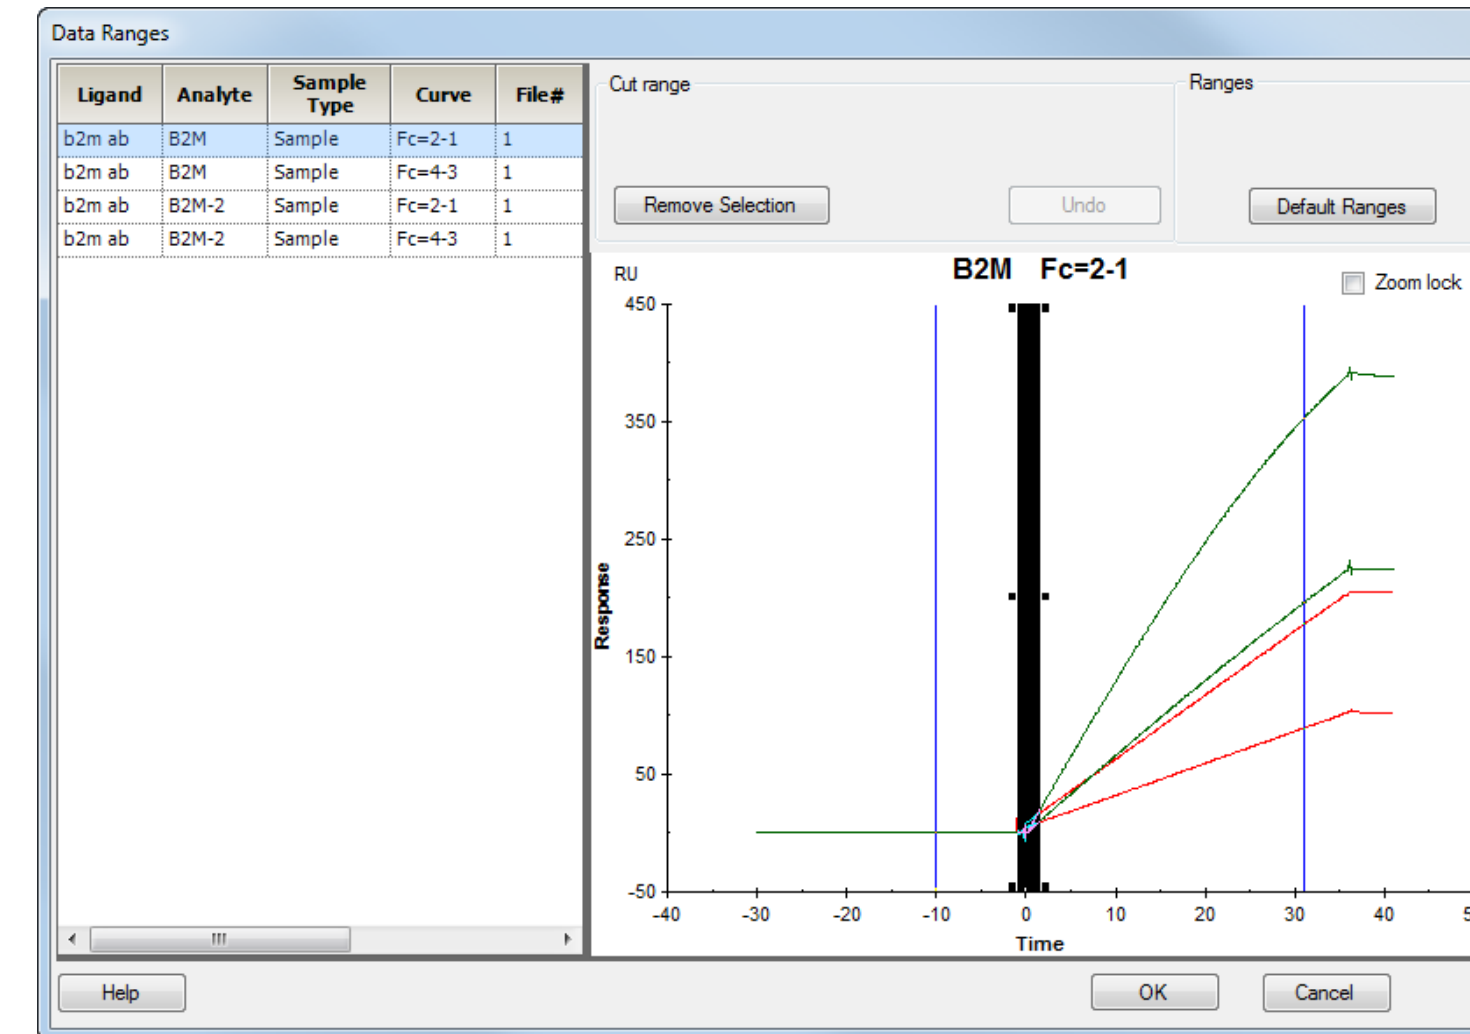 Data Ranges
Ligand Analyte Sample Type Curve File#
b2m ab B2M Sample Fc=2-1 1
b2m ab B2M Sample Fc=4-3 1
b2m ab B2M-2 Sample Fc=2-1 1
b2m ab B2M-2 Sample Fc=4-3 1
Cut range
Remove Selection
Undo
Ranges
Default Ranges
RU
B2M Fc=2-1
Zoom lock
450
350
250
150
50
-50
Response
-40 -30 -20 -10 0 10 20 30 40
Time
Help
OK
Cancel